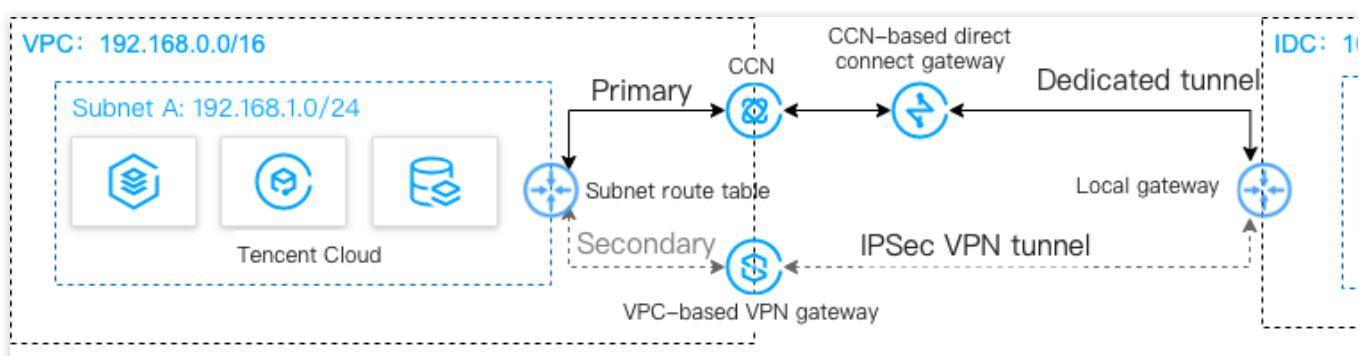 VPC: 192.168.0.0/16
CCN-based direct
connect gateway
IDC: 10
CCN
Primary
Dedicated tunnel
Subnet A: 192.168.1.0/24
Subnet route table
Local gateway
Secondary
IPSec VPN tunnel
Tencent Cloud
VPC-based VPN gateway